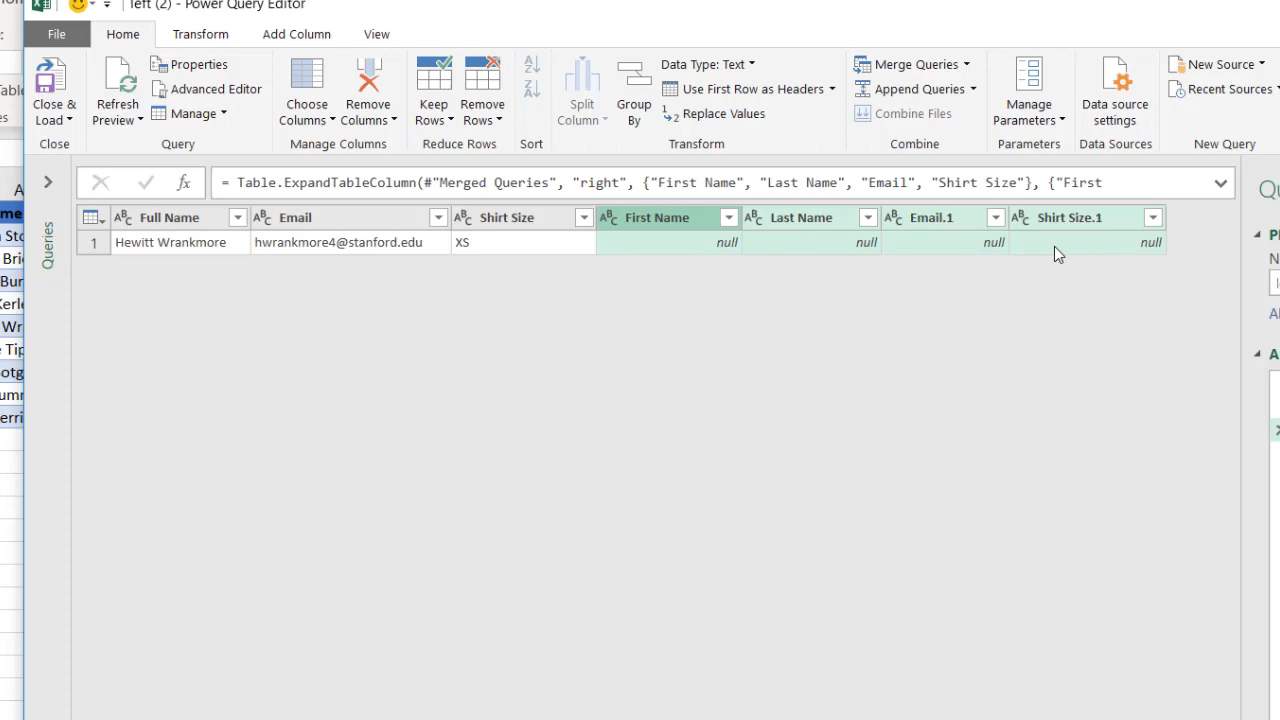 left (2) - Power Query Editor
File Home Transform Add Column View
Close & Load
Close
Refresh Preview
Properties
Advanced Editor
Manage
Query
Choose Columns
Remove Columns
Manage Columns
Keep Rows
Remove Rows
Reduce Rows
Sort
Split Column
Group By
Data Type: Text
Use First Row as Headers
Replace Values
Transform
Merge Queries
Append Queries
Combine Files
Combine
Manage Parameters
Parameters
Data source settings
Data Sources
New Source
Recent Sources
New Query
fx = Table.ExpandTableColumn(#"Merged Queries", "right", {"First Name", "Last Name", "Email", "Shirt Size"}, {"First
Queries
Full Name Email Shirt Size First Name Last Name Email.1 Shirt Size.1
1 Hewitt Wrankmore hwrankmore4@stanford.edu XS null null null null